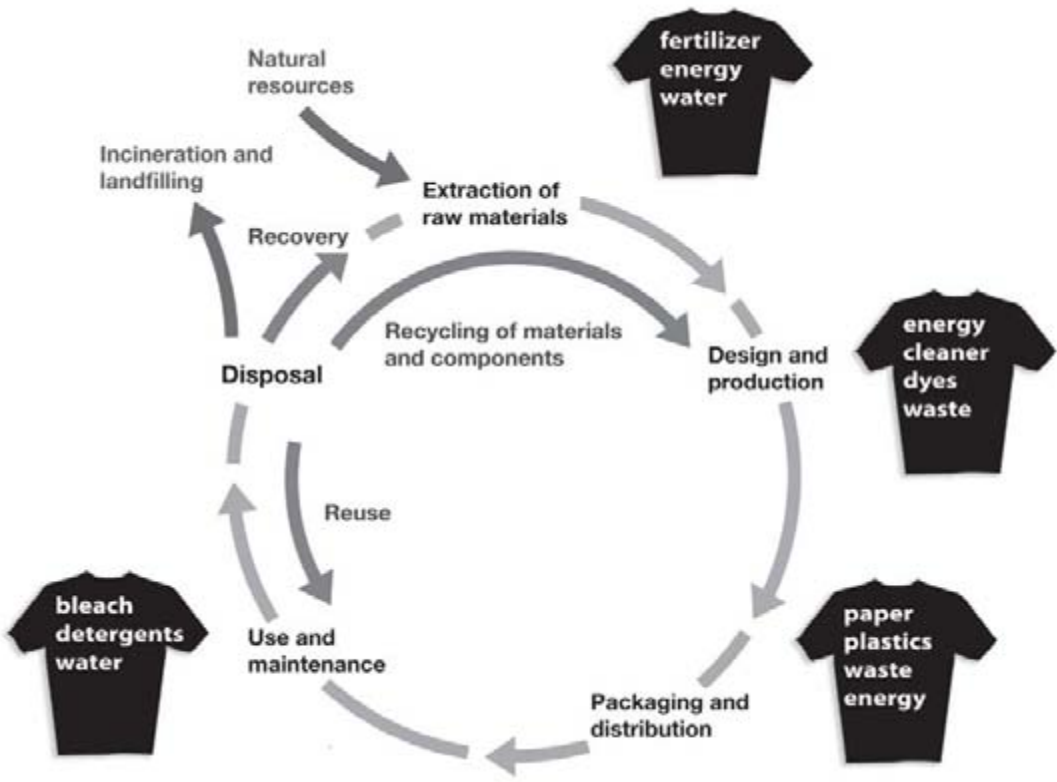 Natural
resources
fertilizer
energy
water
Incineration and
landfilling
Extraction of
raw materials
Recovery
Recycling of materials
and components
Design and
production
energy
cleaner
dyes
waste
Disposal
Reuse
bleach
detergents
water
Use and
maintenance
Packaging and
distribution
paper
plastics
waste
energy